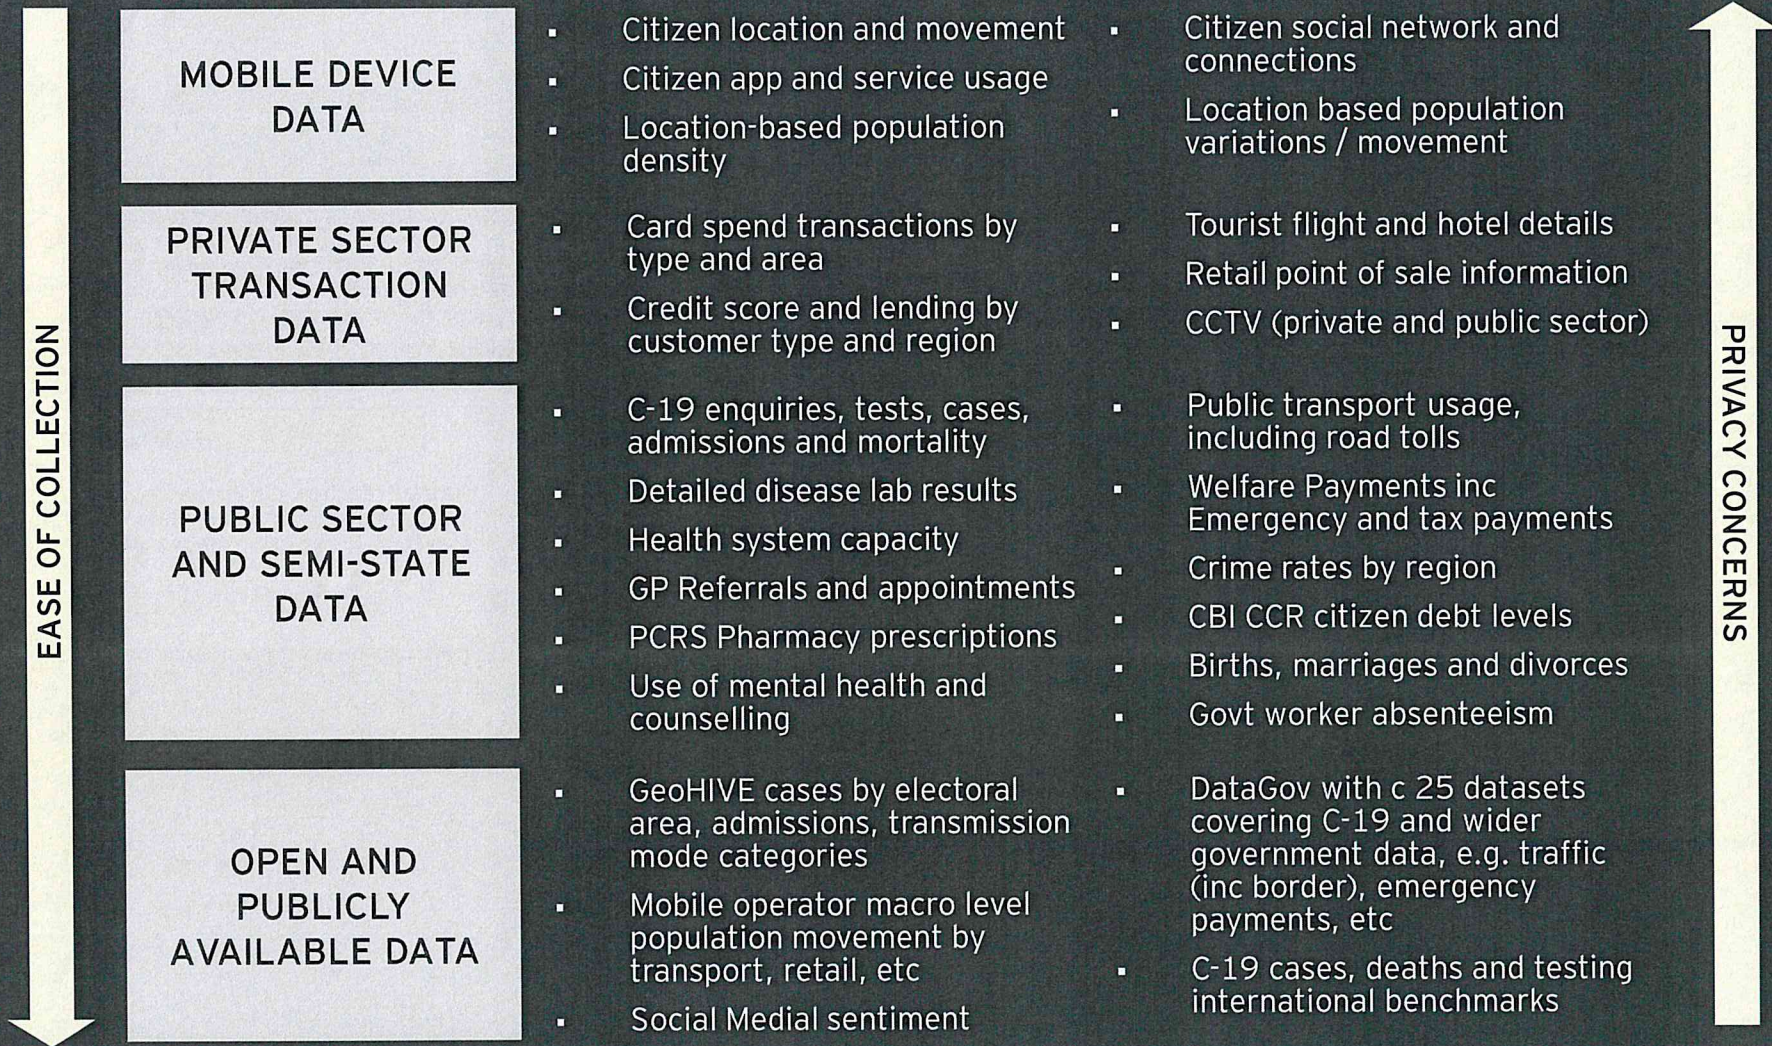 EASE OF COLLECTION
MOBILE DEVICE
DATA
▪ Citizen location and movement
▪ Citizen app and service usage
▪ Location-based population
density
▪ Citizen social network and
connections
▪ Location based population
variations / movement
PRIVATE SECTOR
TRANSACTION
DATA
▪ Card spend transactions by
type and area
▪ Credit score and lending by
customer type and region
▪ Tourist flight and hotel details
▪ Retail point of sale information
▪ CCTV (private and public sector)
PUBLIC SECTOR
AND SEMI-STATE
DATA
▪ C-19 enquiries, tests, cases,
admissions and mortality
▪ Detailed disease lab results
▪ Health system capacity
▪ GP Referrals and appointments
▪ PCRS Pharmacy prescriptions
▪ Use of mental health and
counselling
▪ Public transport usage,
including road tolls
▪ Welfare Payments inc
Emergency and tax payments
▪ Crime rates by region
▪ CBI CCR citizen debt levels
▪ Births, marriages and divorces
▪ Govt worker absenteeism
OPEN AND
PUBLICLY
AVAILABLE DATA
▪ GeoHIVE cases by electoral
area, admissions, transmission
mode categories
▪ Mobile operator macro level
population movement by
transport, retail, etc
▪ Social Medial sentiment
▪ DataGov with c 25 datasets
covering C-19 and wider
government data, e.g. traffic
(inc border), emergency
payments, etc
▪ C-19 cases, deaths and testing
international benchmarks
PRIVACY CONCERNS